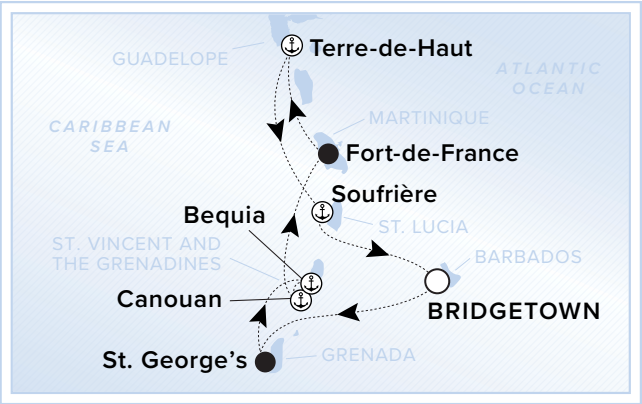 Terre-de-Haut
GUADELOPE
ATLANTIC
OCEAN
CARIBBEAN
SEA
MARTINIQUE
Fort-de-France
Soufrière
Bequia
ST. LUCIA
ST. VINCENT AND
THE GRENADINES
BARBADOS
Canouan
BRIDGETOWN
St. George’s
GRENADA